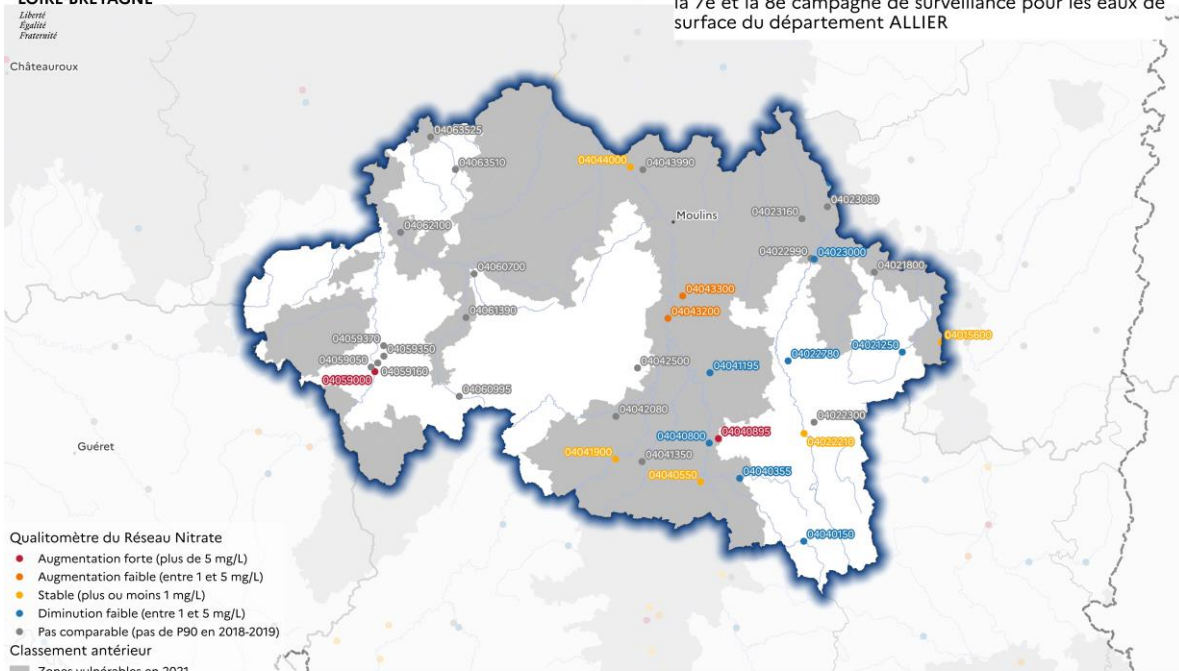 LOIRE-BRETAGNE
Liberté
Égalité
Fraternité
la 7e et la 8e campagne de surveillance pour les eaux de
surface du département ALLIER
Châteauroux
04063525
04063510
04044000
04043990
04023080
04023160
Moulins
04062100
04022990
04023000
04021800
04060700
04043300
04061390
04043200
04015600
04059370
04059350
04021250
04059050
04022780
04059160
04042500
04041195
04059000
04060995
04042080
04022300
04040895
04040800
04022210
Guéret
04041900
04041350
04040550
04040355
04040150
Qualitomètre du Réseau Nitrate
Augmentation forte (plus de 5 mg/L)
Augmentation faible (entre 1 et 5 mg/L)
Stable (plus ou moins 1 mg/L)
Diminution faible (entre 1 et 5 mg/L)
Pas comparable (pas de P90 en 2018-2019)
Classement antérieur
Zones vulnérables en 2021